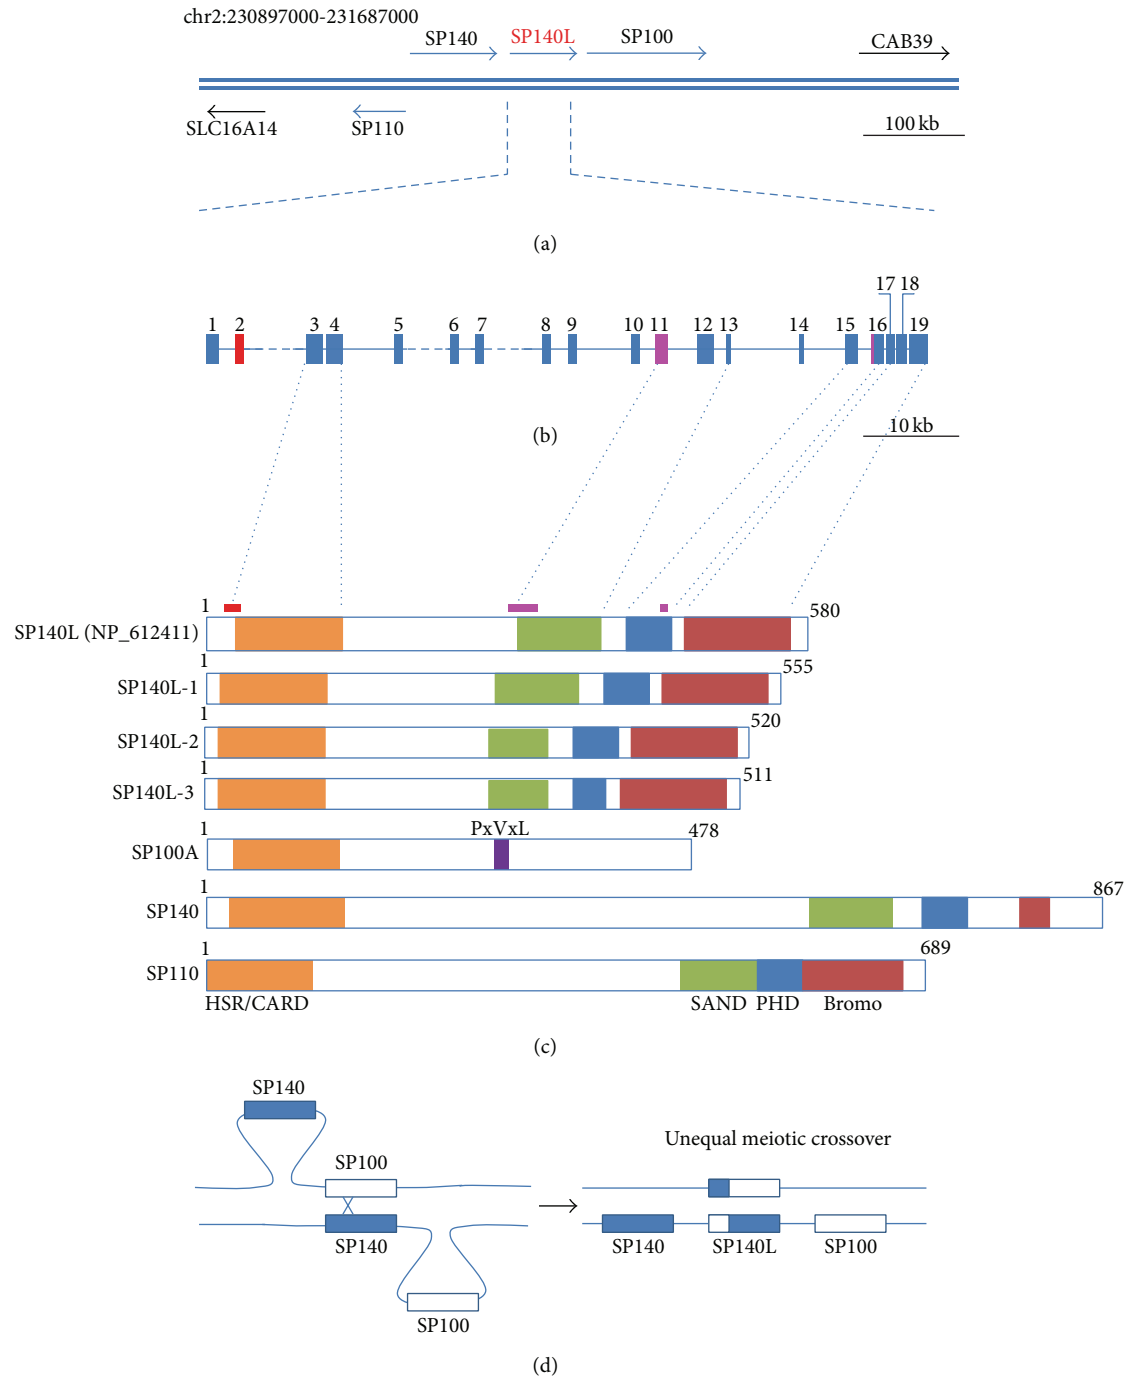 chr2:230897000-231687000
SP140 SP140L SP100 CAB39
SLC16A14 SP110 100 kb
(a)
17 18
1 2 3 4 5 6 7 8 9 10 11 12 13 14 15 16 19
(b)
10 kb
1 580
SP140L (NP_612411)
1 555
SP140L-1
1 520
SP140L-2
1 511
SP140L-3
1 PxVxL 478
SP100A
1 867
SP140
1 689
SP110
HSR/CARD SAND PHD Bromo
(c)
SP140
Unequal meiotic crossover
SP100
SP140 SP140 SP140L SP100
SP100
(d)